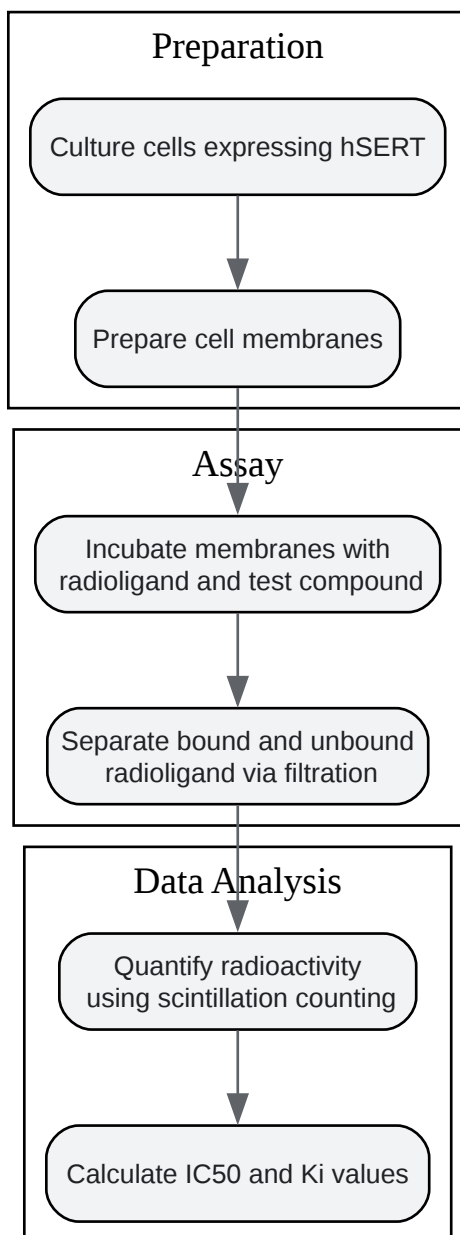 Preparation
Culture cells expressing hSERT
Prepare cell membranes
Assay
Incubate membranes with
radioligand and test compound
Separate bound and unbound
radioligand via filtration
Data Analysis
Quantify radioactivity
using scintillation counting
Calculate IC50 and Ki values